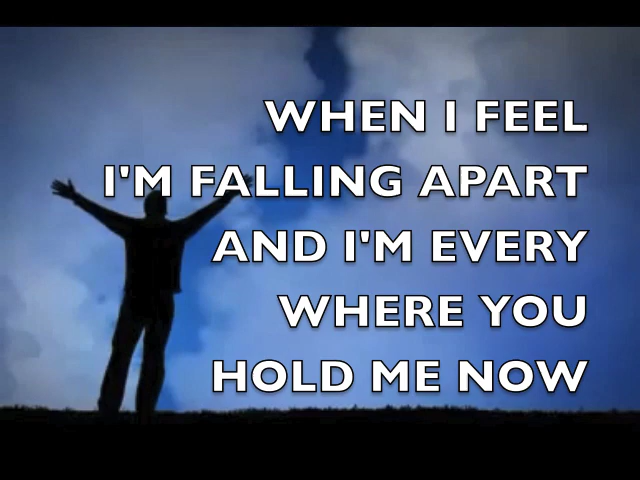 WHEN I FEEL
I'M FALLING APART
AND I'M EVERY
WHERE YOU
HOLD ME NOW